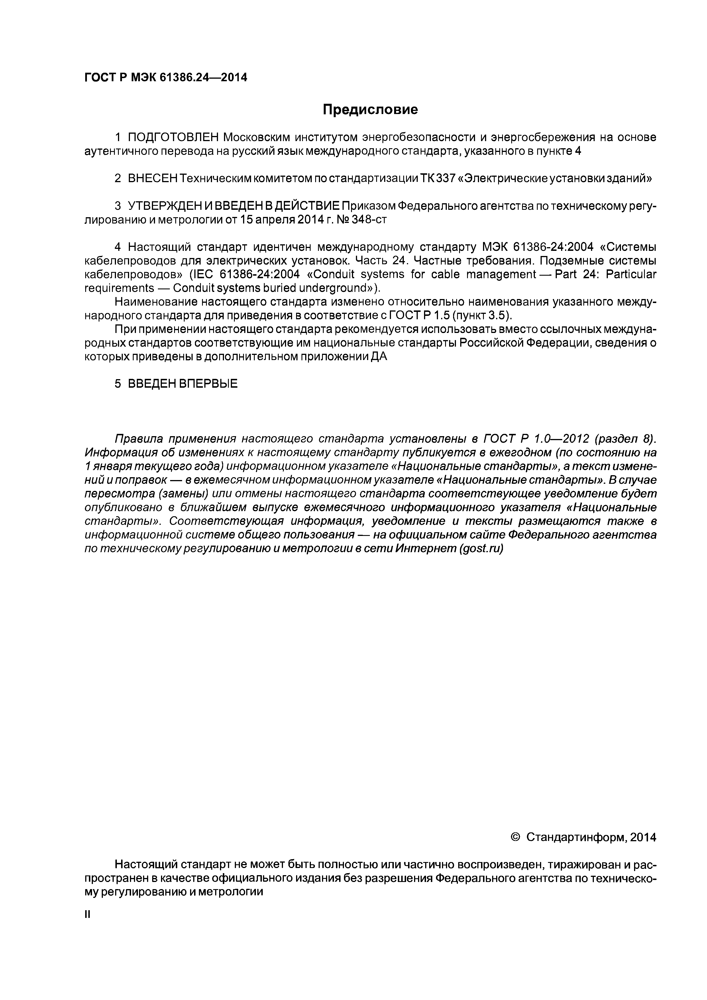 ГОСТ Р МЭК 61386.24—2014
Предисловие
1 ПОДГОТОВЛЕН Московским институтом энергобезопасности и энергосбережения на основе
аутентичного перевода на русский язык международного стандарта, указанного в пункте 4
2 ВНЕСЕН Техническим комитетом по стандартизации ТК 337 «Электрические установки зданий»
3 УТВЕРЖДЕН И ВВЕДЕН В ДЕЙСТВИЕ Приказом Федерального агентства по техническому регу-
лированию и метрологии от 15 апреля 2014 г. № 348-ст
4 Настоящий стандарт идентичен международному стандарту МЭК 61386-24:2004 «Системы
кабелепроводов для электрических установок. Часть 24. Частные требования. Подземные системы
кабелепроводов» (IEC 61386-24:2004 «Conduit systems for cable management — Part 24: Particular
requirements — Conduit systems buried underground»).
Наименование настоящего стандарта изменено относительно наименования указанного между-
народного стандарта для приведения в соответствие с ГОСТ Р 1.5 (пункт 3.5).
При применении настоящего стандарта рекомендуется использовать вместо ссылочных междуна-
родных стандартов соответствующие им национальные стандарты Российской Федерации, сведения о
которых приведены в дополнительном приложении ДА
5 ВВЕДЕН ВПЕРВЫЕ
Правила применения настоящего стандарта установлены в ГОСТ Р 1.0—2012 (раздел 8).
Информация об изменениях к настоящему стандарту публикуется в ежегодном (по состоянию на
1 января текущего года) информационном указателе «Национальные стандарты», а текст измене-
ний и поправок — в ежемесячном информационном указателе «Национальные стандарты». В случае
пересмотра (замены) или отмены настоящего стандарта соответствующее уведомление будет
опубликовано в ближайшем выпуске ежемесячного информационного указателя «Национальные
стандарты». Соответствующая информация, уведомление и тексты размещаются также в
информационной системе общего пользования — на официальном сайте Федерального агентства
по техническому регулированию и метрологии в сети Интернет (gost.ru)
© Стандартинформ, 2014
Настоящий стандарт не может быть полностью или частично воспроизведен, тиражирован и рас-
пространен в качестве официального издания без разрешения Федерального агентства по техническо-
му регулированию и метрологии
II